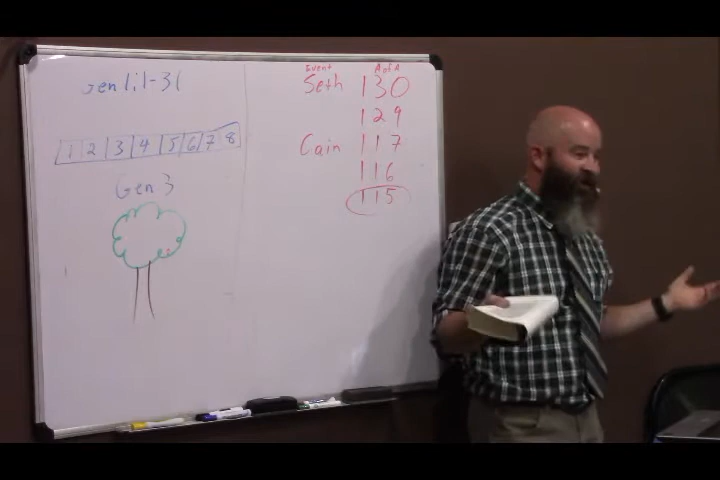 Gen 1:1-31
1 2 3 4 5 6 7 8
Gen 3
Event A of A
Seth 130
129
Cain 117
116
115